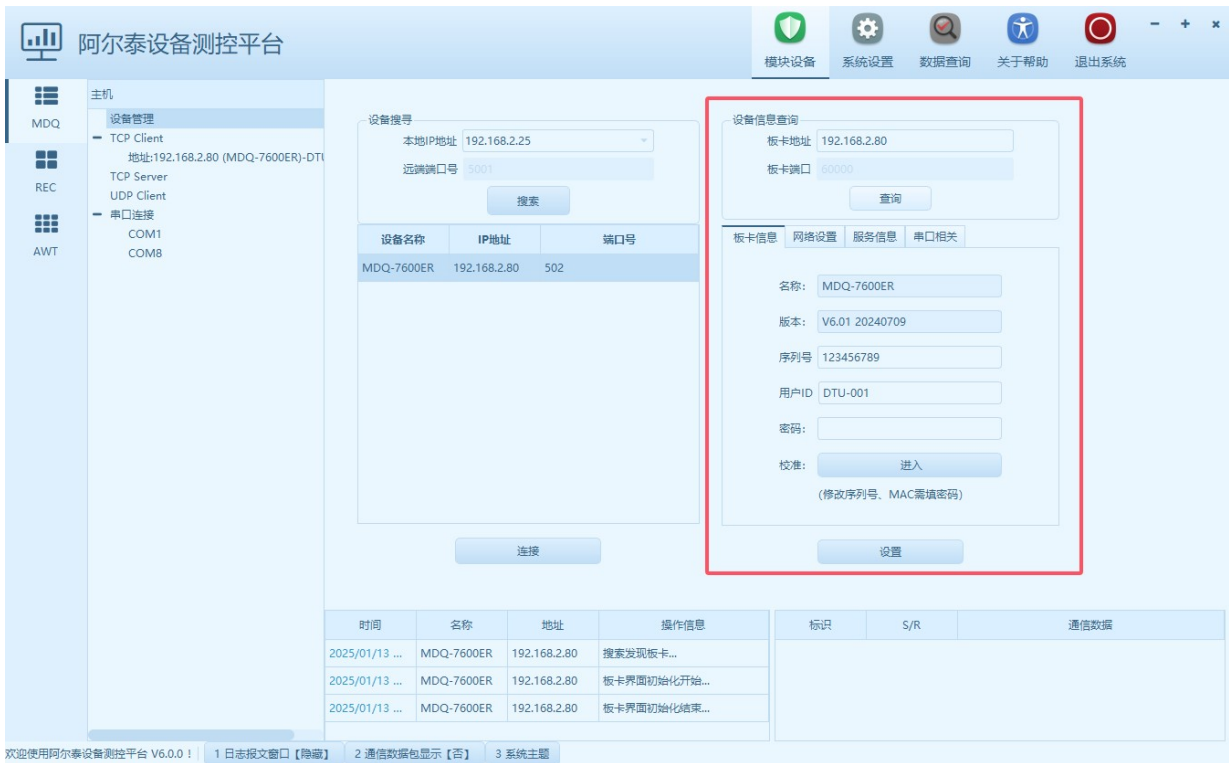 阿尔泰设备测控平台
模块设备 系统设置 数据查询 关于帮助 退出系统
MDQ
REC
AWT
主机
设备管理
TCP Client
地址:192.168.2.80 (MDQ-7600ER)-DTU
TCP Server
UDP Client
串口连接
COM1
COM8
设备搜寻
本地IP地址 192.168.2.25
远端端口号 5001
搜索
设备名称 IP地址 端口号
MDQ-7600ER 192.168.2.80 502
连接
设备信息查询
板卡地址 192.168.2.80
板卡端口 60000
查询
板卡信息 网络设置 服务信息 串口相关
名称: MDQ-7600ER
版本: V6.01 20240709
序列号 123456789
用户ID DTU-001
密码:
校准: 进入
(修改序列号、MAC需填密码)
设置
时间 名称 地址 操作信息
2025/01/13 ... MDQ-7600ER 192.168.2.80 搜索发现板卡...
2025/01/13 ... MDQ-7600ER 192.168.2.80 板卡界面初始化开始...
2025/01/13 ... MDQ-7600ER 192.168.2.80 板卡界面初始化结束...
标识 S/R 通信数据
欢迎使用阿尔泰设备测控平台 V6.0.0！ 1 日志报文窗口【隐藏】 2 通信数据包显示【否】 3 系统主题